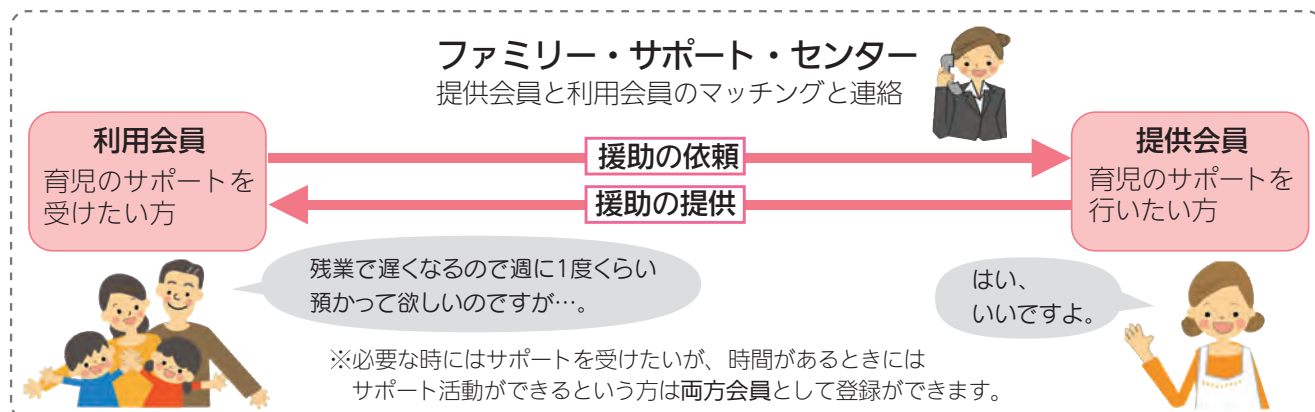 ファミリー・サポート・センター
提供会員と利用会員のマッチングと連絡
利用会員
育児のサポートを
受けたい方
援助の依頼
援助の提供
提供会員
育児のサポートを
行いたい方
残業で遅くなるので週に1度くらい
預かって欲しいのですが…。
はい、
いいですよ。
※必要な時にはサポートを受けたいが、時間があるときには
サポート活動ができるという方は両方会員として登録ができます。